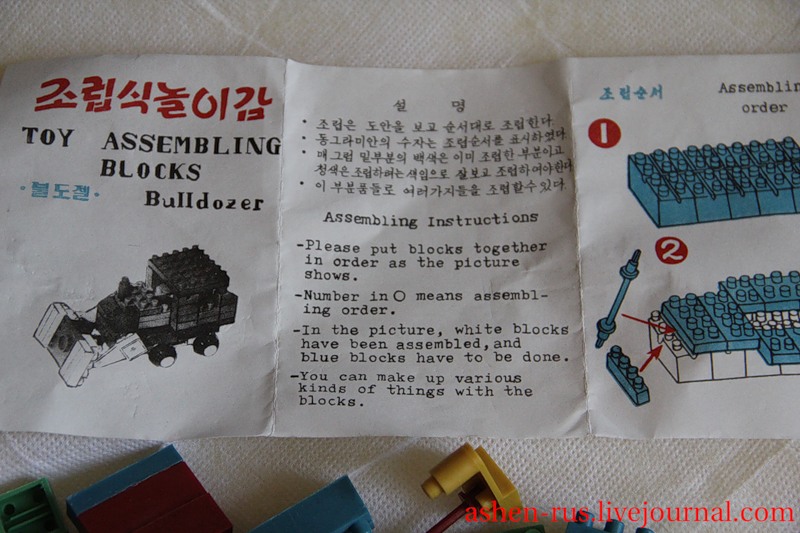 조립식놀이감
TOY ASSEMBLING
BLOCKS
·불도젤·
Bulldozer
설 명
• 조립은 도안을 보고 순서대로 조립한다.
• 동그라미안의 수자는 조립순서를 표시하였다.
• 매 그림 밑부분의 백색은 이미 조립한 부분이고
청색은 조립하려는 색임으로 잘보고 조립하여야한다.
• 이 부분품들로 여러가지들을 조립할수 있다.
Assembling Instructions
-Please put blocks together
in order as the picture
shows.
-Number in ○ means assembl-
ing order.
-In the picture, white blocks
have been assembled, and
blue blocks have to be done.
-You can make up various
kinds of things with the
blocks.
조립순서
Assemblin
order
1
2
ashen-rus.livejournal.com